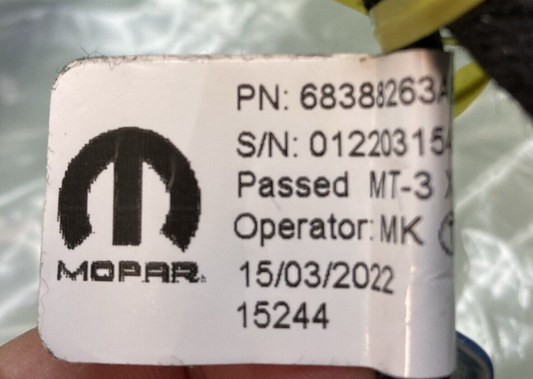 PN: 68388263A
S/N: 01220315
Passed MT-3 X
Operator: MK
MOPAR
15/03/2022
15244